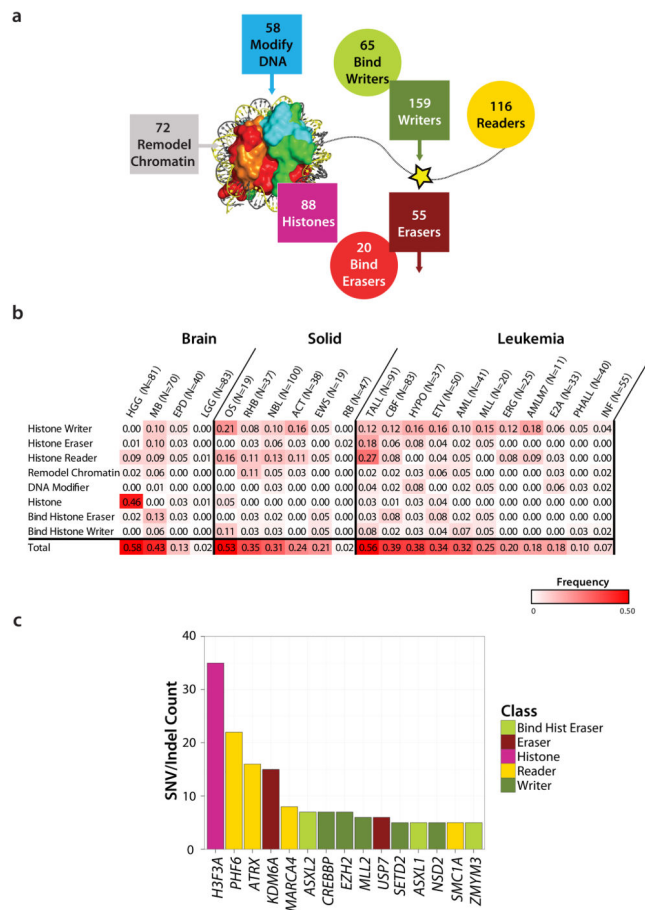 a
58
Modify
DNA
65
Bind
Writers
159
Writers
116
Readers
72
Remodel
Chromatin
88
Histones
55
Erasers
20
Bind
Erasers
b
Brain Solid Leukemia
HGG (N=81) MB (N=70) EPD (N=40) LGG (N=83) OS (N=19) RHB (N=37) NBL (N=100) ACT (N=38) EWS (N=19) RB (N=47) TALL (N=91) CBF (N=83) HYPO (N=37) ETV (N=50) AML (N=41) MLL (N=20) ERG (N=25) AMLM7 (N=11) E2A (N=33) PHALL (N=40) INF (N=55)
Histone Writer 0.00 0.10 0.05 0.00 0.21 0.08 0.10 0.16 0.05 0.00 0.12 0.12 0.16 0.16 0.10 0.15 0.12 0.18 0.06 0.05 0.04
Histone Eraser 0.01 0.10 0.00 0.00 0.00 0.03 0.06 0.03 0.00 0.02 0.18 0.06 0.08 0.04 0.02 0.05 0.00 0.00 0.03 0.00 0.02
Histone Reader 0.09 0.09 0.05 0.01 0.16 0.11 0.13 0.11 0.05 0.00 0.27 0.08 0.03 0.04 0.10 0.05 0.08 0.09 0.03 0.00 0.00
Remodel Chromatin 0.02 0.06 0.00 0.00 0.00 0.11 0.05 0.03 0.00 0.00 0.02 0.02 0.03 0.06 0.05 0.00 0.00 0.00 0.00 0.03 0.02
DNA Modifier 0.00 0.01 0.00 0.00 0.00 0.00 0.00 0.00 0.00 0.00 0.03 0.03 0.08 0.00 0.02 0.00 0.00 0.00 0.06 0.03 0.02
Histone 0.46 0.00 0.03 0.01 0.05 0.00 0.00 0.00 0.00 0.00 0.03 0.01 0.03 0.04 0.00 0.00 0.00 0.00 0.00 0.00 0.00
Bind Histone Eraser 0.02 0.13 0.03 0.00 0.00 0.03 0.02 0.00 0.05 0.00 0.03 0.08 0.00 0.08 0.02 0.05 0.00 0.00 0.00 0.00 0.00
Bind Histone Writer 0.00 0.03 0.00 0.00 0.11 0.03 0.03 0.00 0.05 0.00 0.08 0.02 0.03 0.04 0.07 0.05 0.00 0.00 0.00 0.03 0.02
Total 0.58 0.43 0.13 0.02 0.53 0.35 0.31 0.24 0.21 0.02 0.56 0.39 0.38 0.34 0.32 0.25 0.20 0.18 0.18 0.10 0.07
Frequency
0 0.50
c
SNV/Indel Count
40
30
20
10
0
H3F3A PHF6 ATRX KDM6A MARCA4 ASXL2 CREBBP EZH2 MLL2 USP7 SETD2 ASXL1 NSD2 SMC1A ZMYM3
Class
Bind Hist Eraser
Eraser
Histone
Reader
Writer